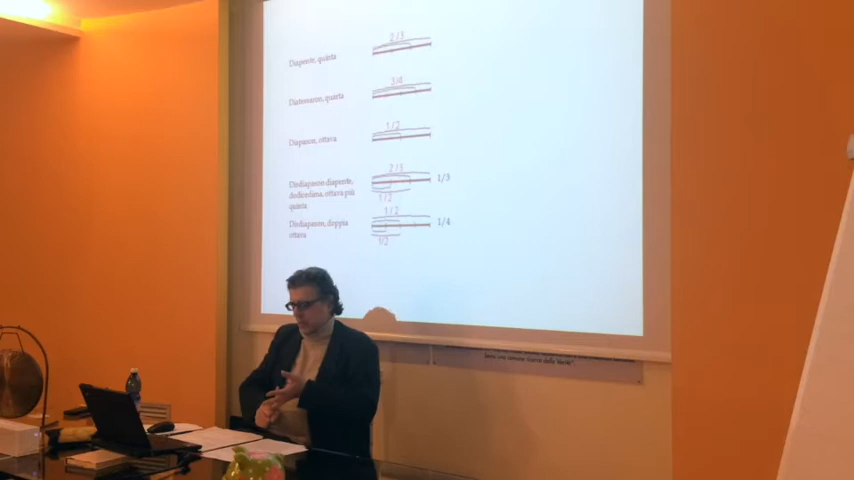 Diapente, quinta
2/3
Diatessaron, quarta
3/4
Diapason, ottava
1/2
Disdiapason diapente,
dodicesima, ottava più
quinta
2/3
1/3
1/2
Disdiapason, doppia
ottava
1/2
1/4
1/2